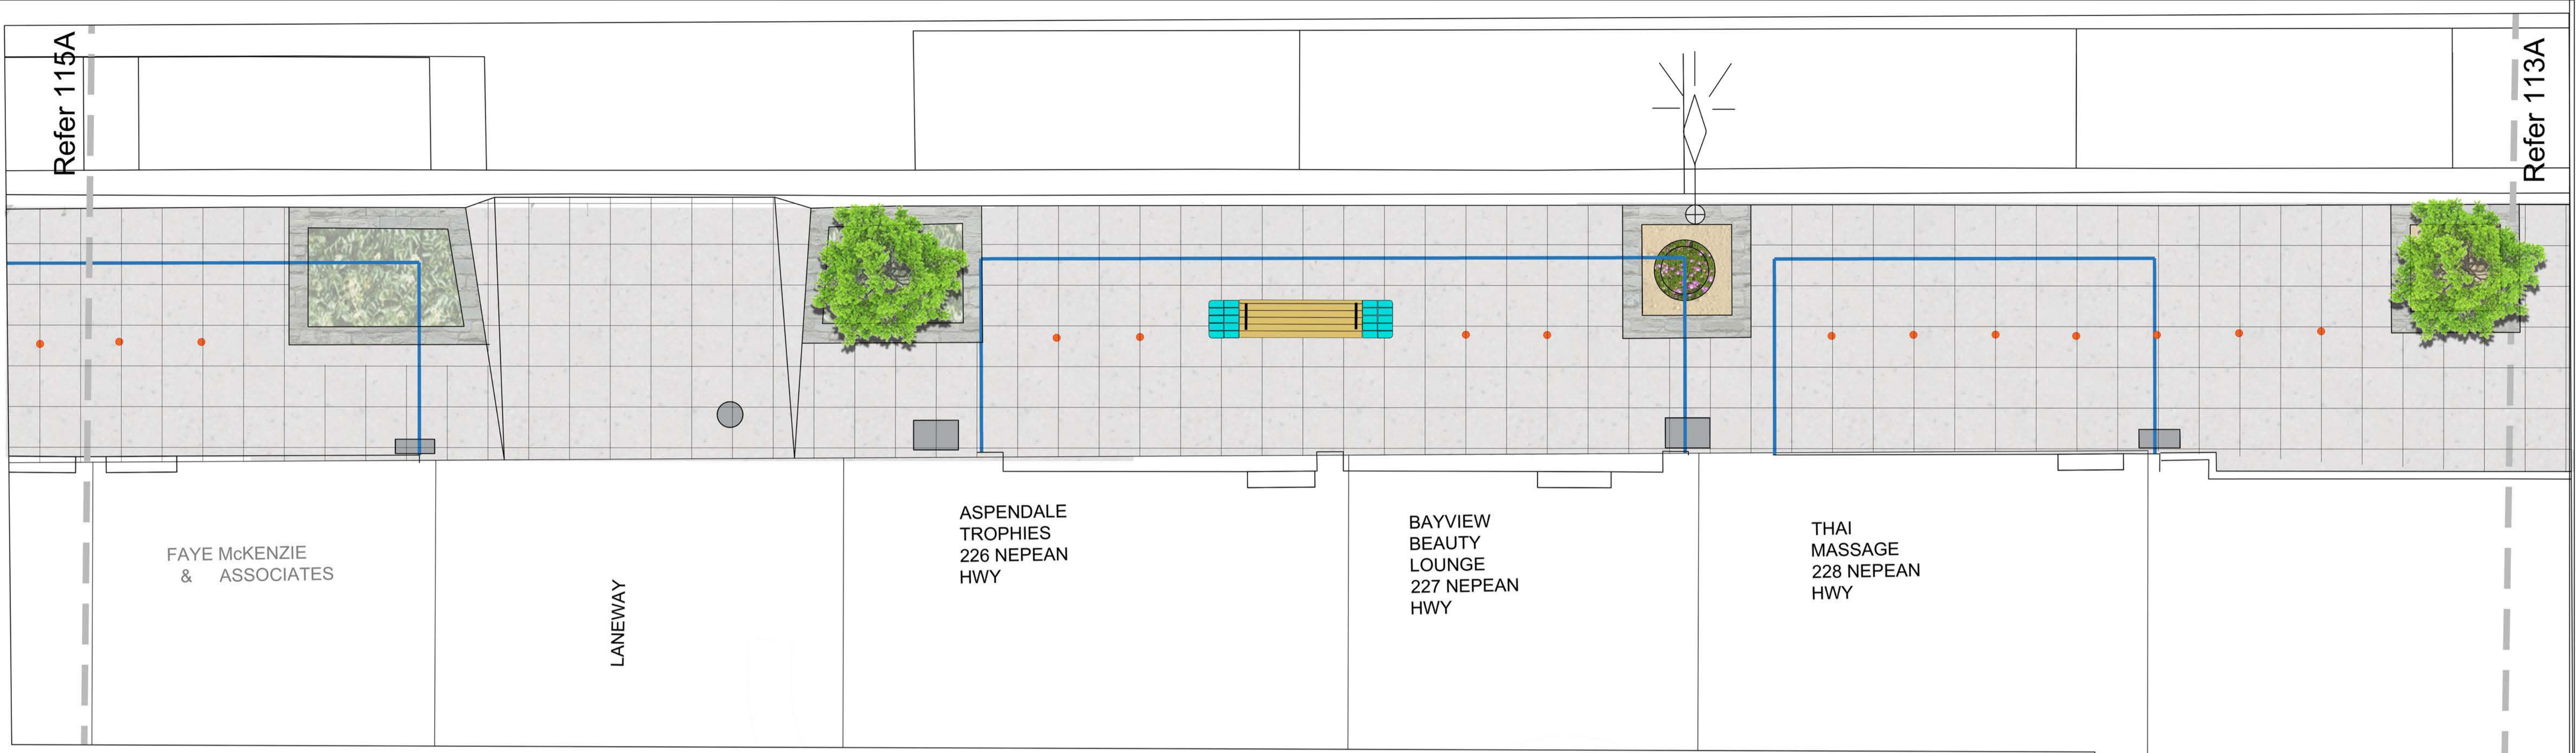 Refer 115A
Refer 113A
FAYE McKENZIE
& ASSOCIATES
LANEWAY
ASPENDALE
TROPHIES
226 NEPEAN
HWY
BAYVIEW
BEAUTY
LOUNGE
227 NEPEAN
HWY
THAI
MASSAGE
228 NEPEAN
HWY